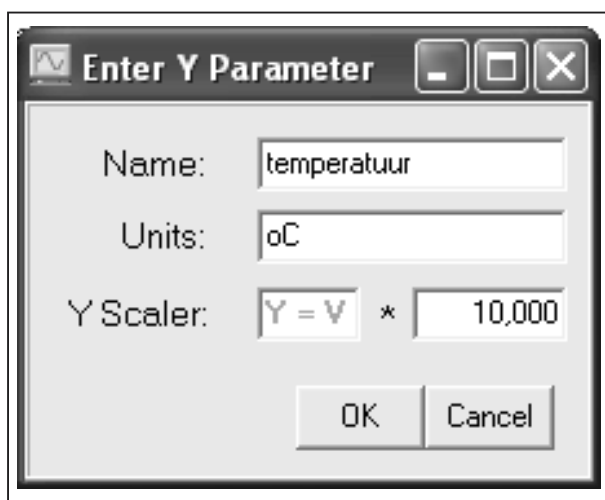 Enter Y Parameter
Name: temperatuur
Units: oC
Y Scaler: Y = V * 10,000
OK Cancel